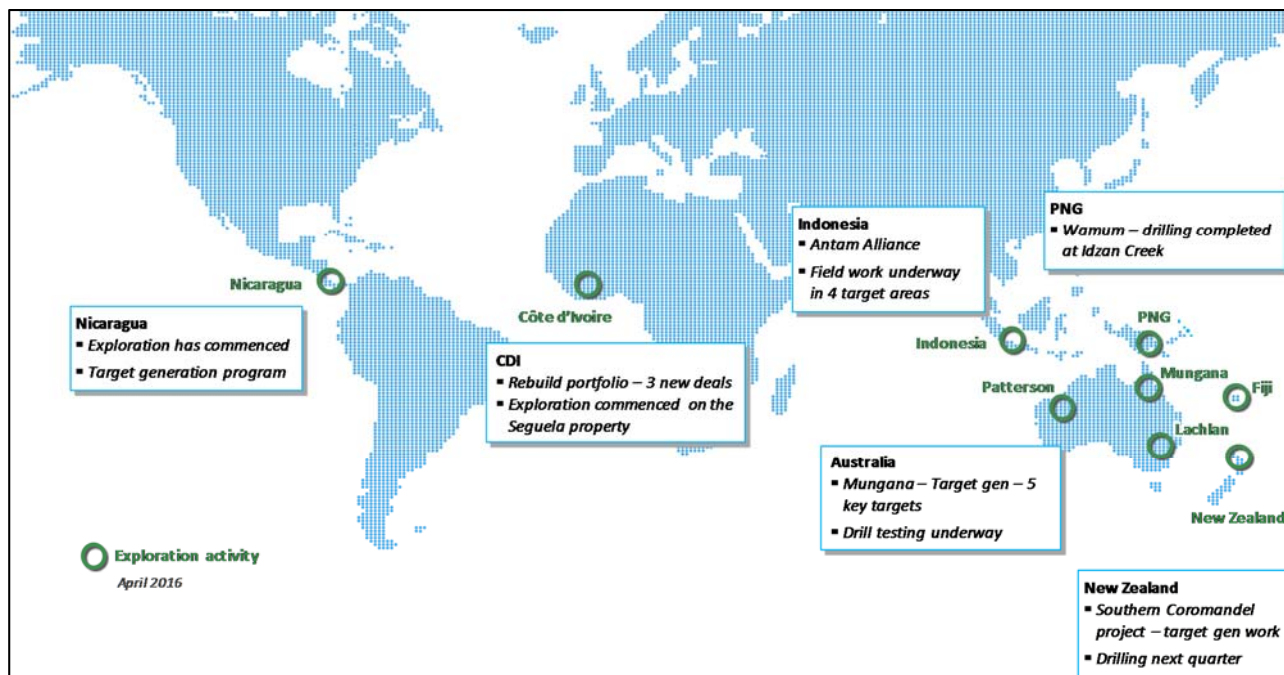 PNG
▪ Wamum – drilling completed
at Idzan Creek
Indonesia
▪ Antam Alliance
▪ Field work underway
in 4 target areas
Nicaragua
Côte d'Ivoire
Indonesia
PNG
Mungana
Fiji
Patterson
Lachlan
New Zealand
Nicaragua
▪ Exploration has commenced
▪ Target generation program
CDI
▪ Rebuild portfolio – 3 new deals
▪ Exploration commenced on the
Seguela property
Australia
▪ Mungana – Target gen – 5
key targets
▪ Drill testing underway
Exploration activity
April 2016
New Zealand
▪ Southern Coromandel
project – target gen work
▪ Drilling next quarter